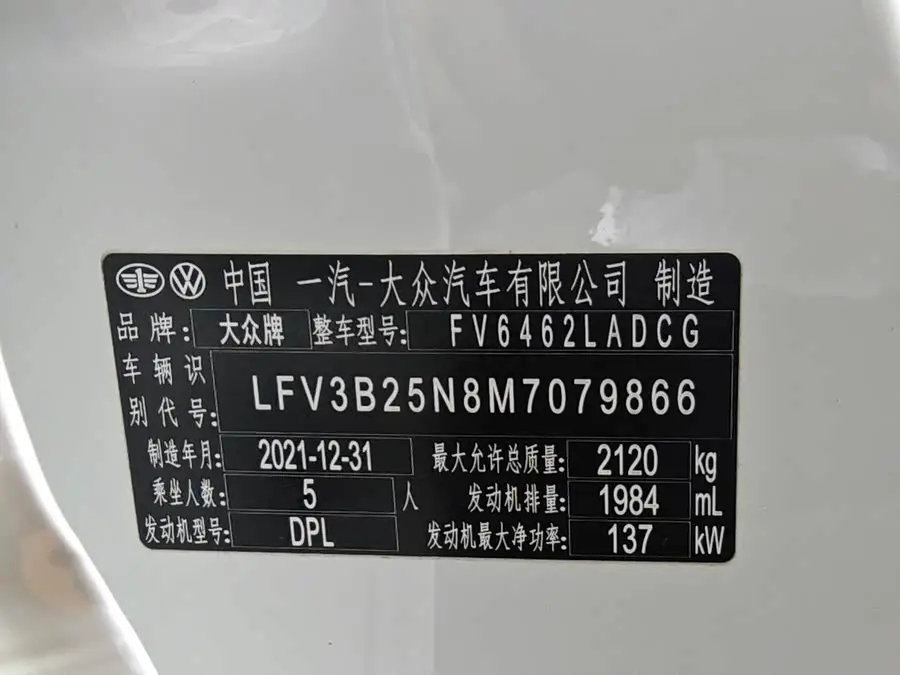 中国 一汽-大众汽车有限公司 制造
品牌: 大众牌 整车型号: FV6462LADCG
车辆识
别代号: LFV3B25N8M7079866
制造年月: 2021-12-31 最大允许总质量: 2120 kg
乘坐人数: 5 人 发动机排量: 1984 mL
发动机型号: DPL 发动机最大净功率: 137 kW